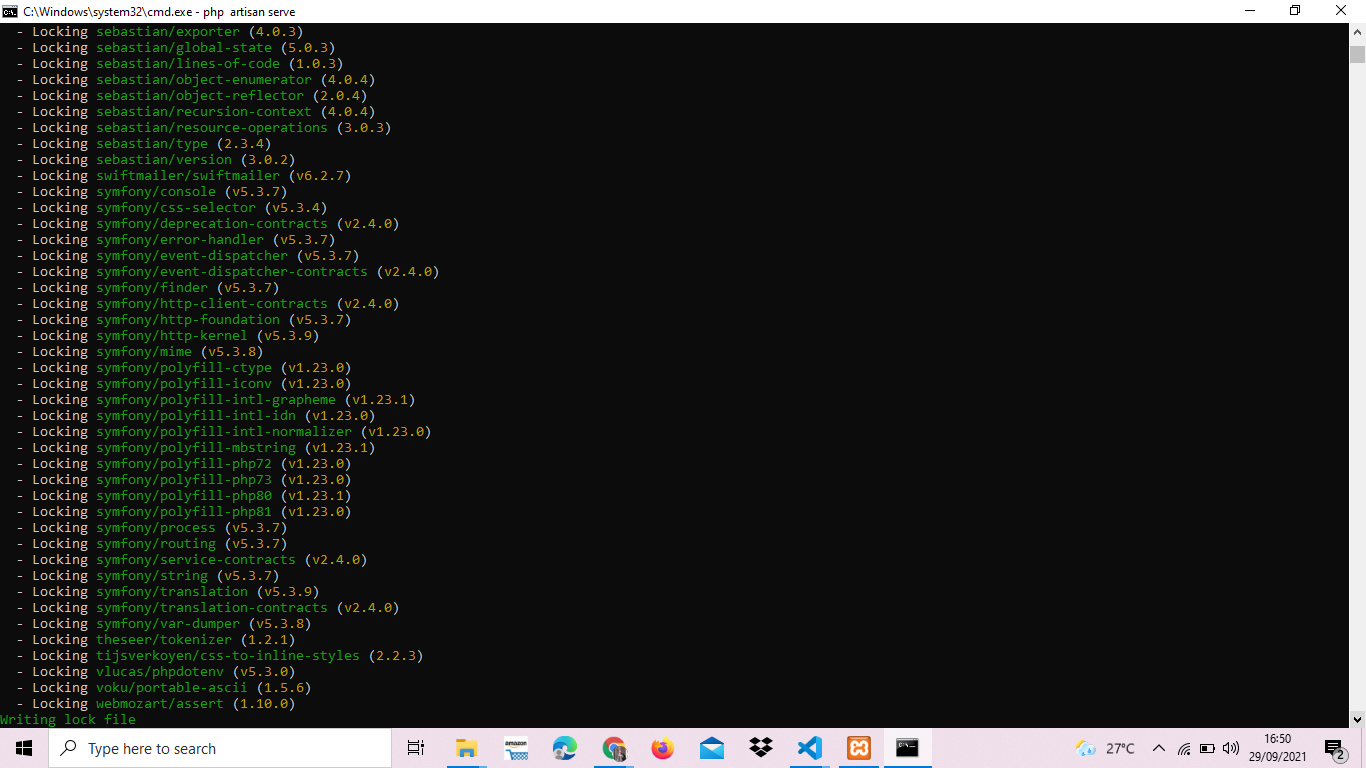 C:\Windows\system32\cmd.exe - php  artisan serve
- Locking sebastian/exporter (4.0.3)
- Locking sebastian/global-state (5.0.3)
- Locking sebastian/lines-of-code (1.0.3)
- Locking sebastian/object-enumerator (4.0.4)
- Locking sebastian/object-reflector (2.0.4)
- Locking sebastian/recursion-context (4.0.4)
- Locking sebastian/resource-operations (3.0.3)
- Locking sebastian/type (2.3.4)
- Locking sebastian/version (3.0.2)
- Locking swiftmailer/swiftmailer (v6.2.7)
- Locking symfony/console (v5.3.7)
- Locking symfony/css-selector (v5.3.4)
- Locking symfony/deprecation-contracts (v2.4.0)
- Locking symfony/error-handler (v5.3.7)
- Locking symfony/event-dispatcher (v5.3.7)
- Locking symfony/event-dispatcher-contracts (v2.4.0)
- Locking symfony/finder (v5.3.7)
- Locking symfony/http-client-contracts (v2.4.0)
- Locking symfony/http-foundation (v5.3.7)
- Locking symfony/http-kernel (v5.3.9)
- Locking symfony/mime (v5.3.8)
- Locking symfony/polyfill-ctype (v1.23.0)
- Locking symfony/polyfill-iconv (v1.23.0)
- Locking symfony/polyfill-intl-grapheme (v1.23.1)
- Locking symfony/polyfill-intl-idn (v1.23.0)
- Locking symfony/polyfill-intl-normalizer (v1.23.0)
- Locking symfony/polyfill-mbstring (v1.23.1)
- Locking symfony/polyfill-php72 (v1.23.0)
- Locking symfony/polyfill-php73 (v1.23.0)
- Locking symfony/polyfill-php80 (v1.23.1)
- Locking symfony/polyfill-php81 (v1.23.0)
- Locking symfony/process (v5.3.7)
- Locking symfony/routing (v5.3.7)
- Locking symfony/service-contracts (v2.4.0)
- Locking symfony/string (v5.3.7)
- Locking symfony/translation (v5.3.9)
- Locking symfony/translation-contracts (v2.4.0)
- Locking symfony/var-dumper (v5.3.8)
- Locking theseer/tokenizer (1.2.1)
- Locking tijsverkoyen/css-to-inline-styles (2.2.3)
- Locking vlucas/phpdotenv (v5.3.0)
- Locking voku/portable-ascii (1.5.6)
- Locking webmozart/assert (1.10.0)
Writing lock file
Type here to search
amazon
27°C
16:50
29/09/2021
2